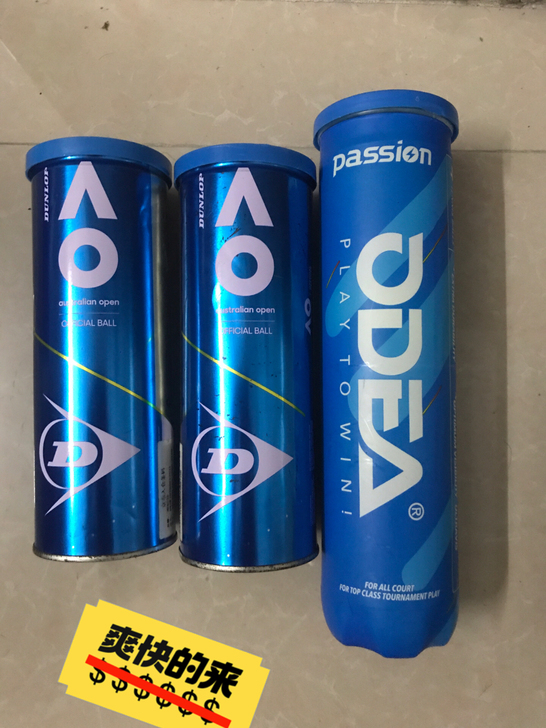 DUNLOP
AO
australian open
OFFICIAL BALL
D
DUNLOP
AO
australian open
OFFICIAL BALL
D
passion
ODEA
PLAY TO WIN!
®
FOR ALL COURT
FOR TOP CLASS TOURNAMENT PLAY
爽快的来
$$$$$$